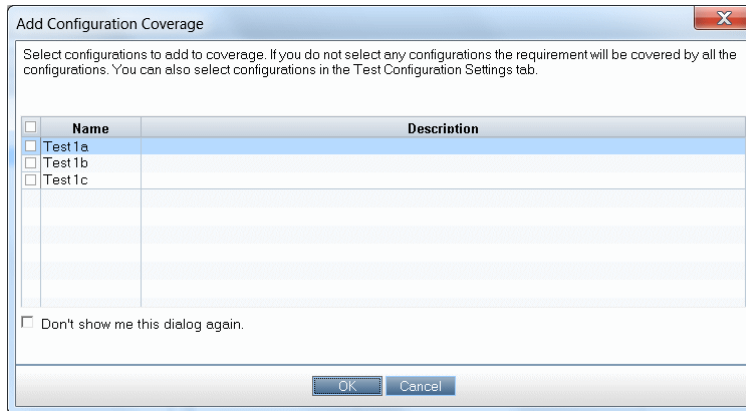 Add Configuration Coverage
X
Select configurations to add to coverage. If you do not select any configurations the requirement will be covered by all the
configurations. You can also select configurations in the Test Configuration Settings tab.
Name Description
Test1a
Test1b
Test1c
Don't show me this dialog again.
OK Cancel